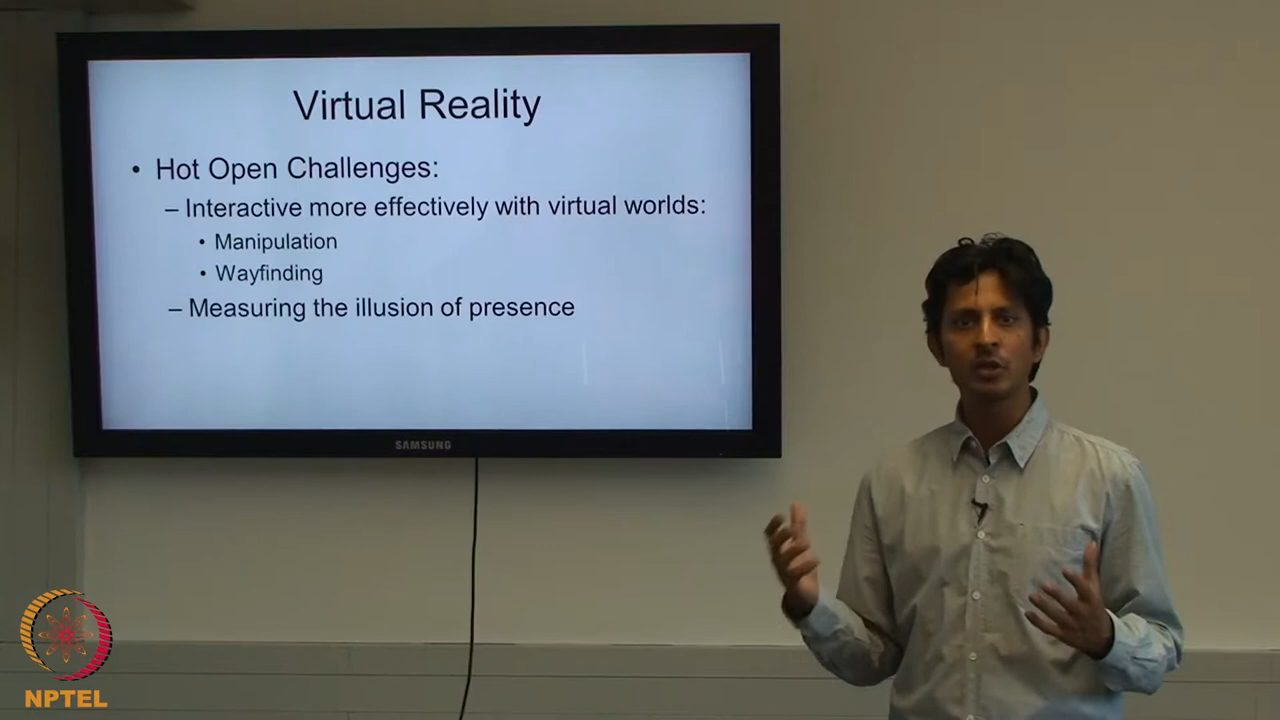 Virtual Reality
• Hot Open Challenges:
– Interactive more effectively with virtual worlds:
• Manipulation
• Wayfinding
– Measuring the illusion of presence
SAMSUNG
NPTEL